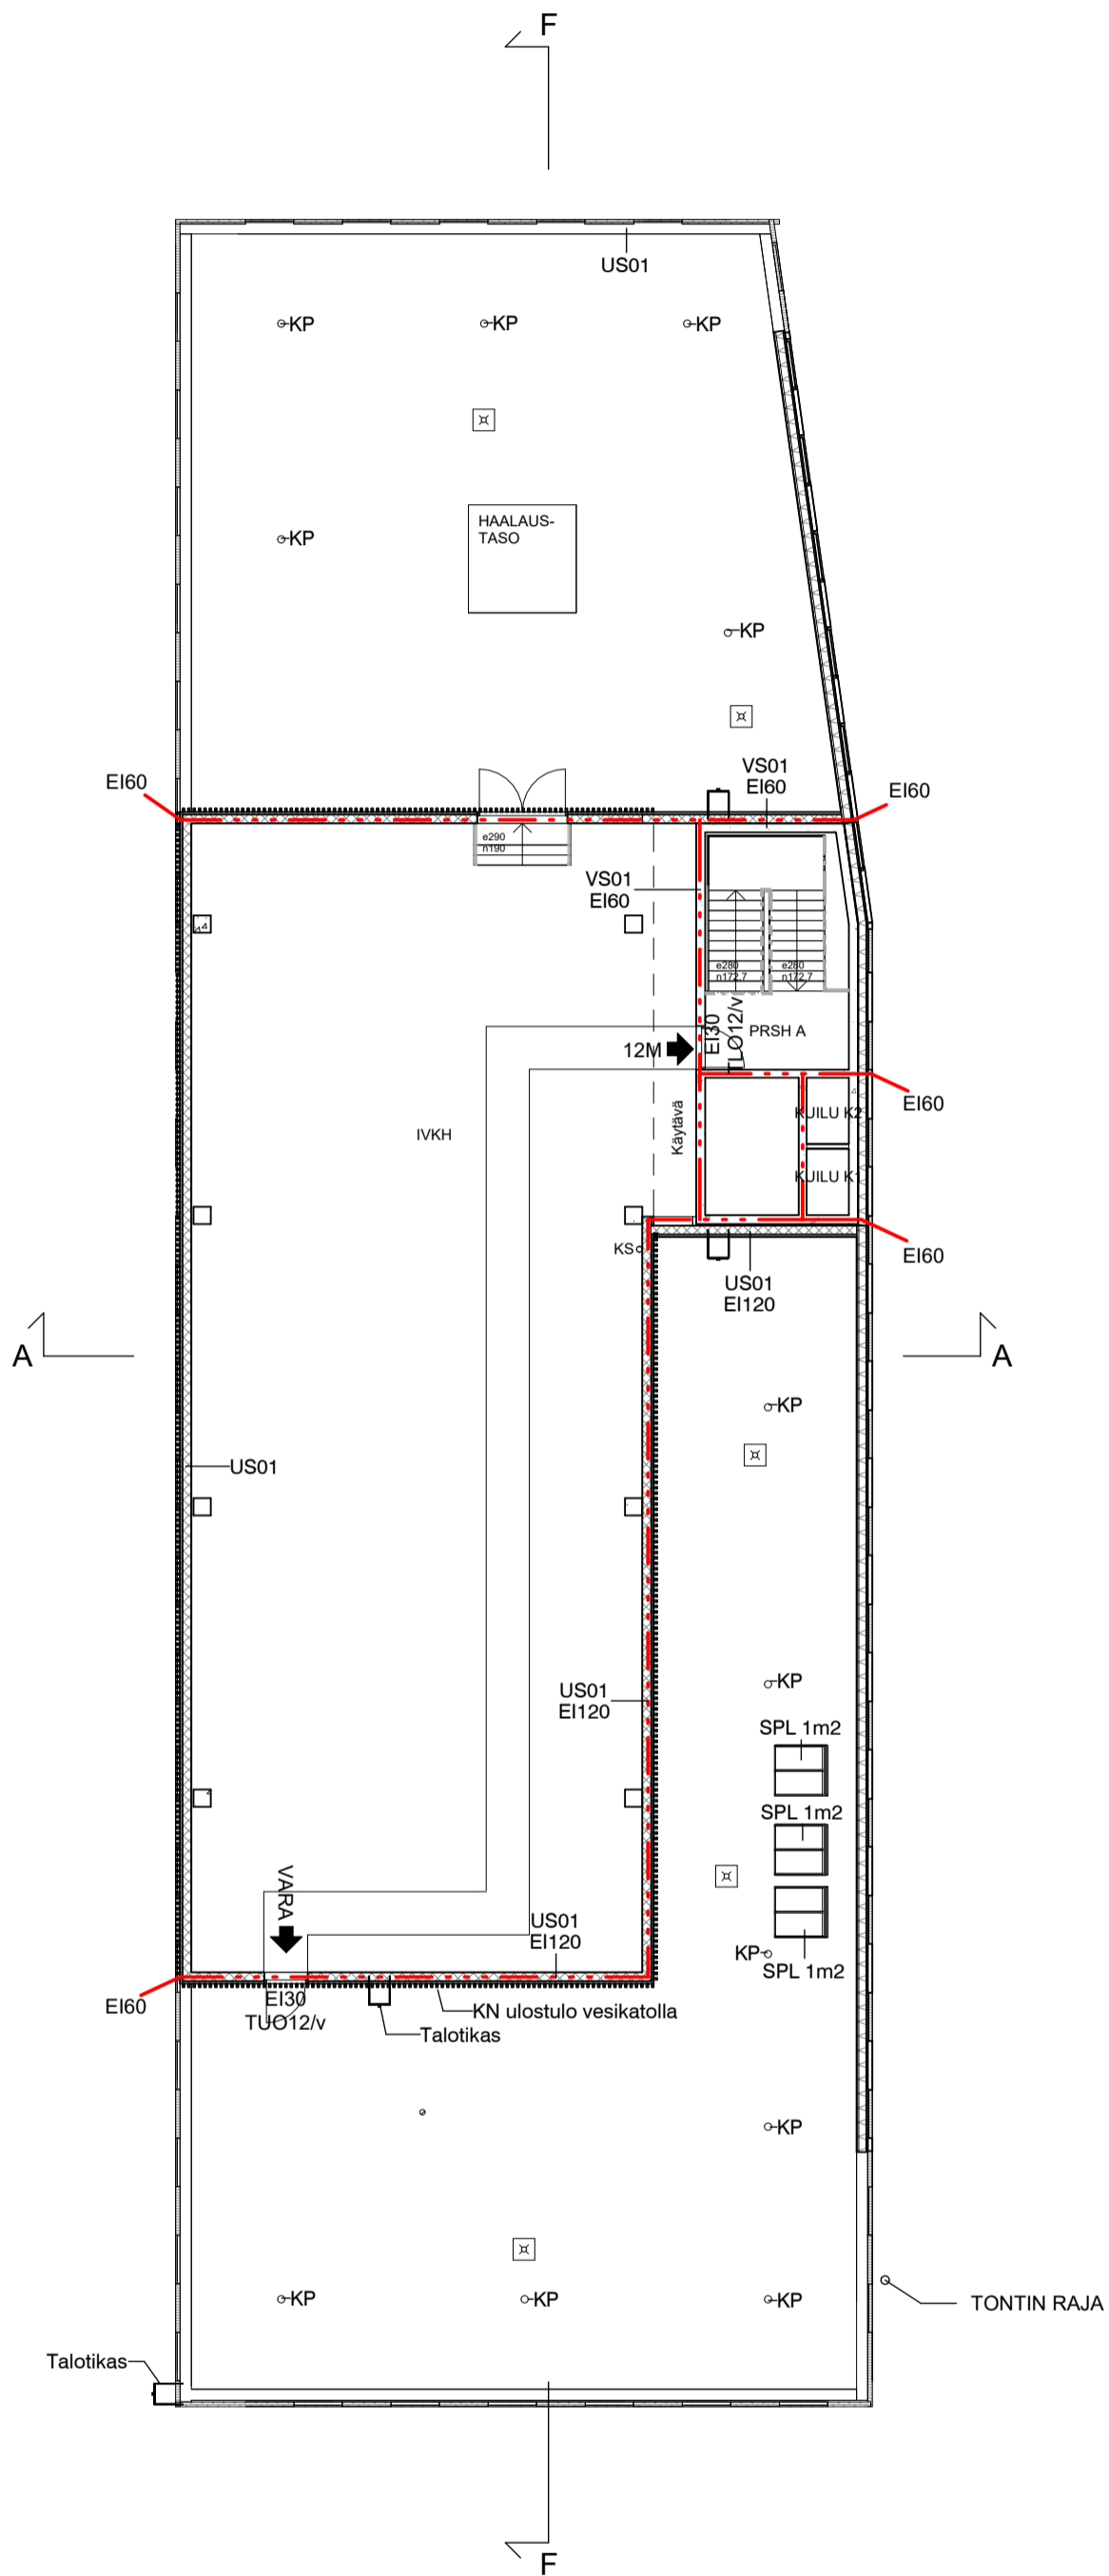 F
US01
KP
KP
KP
HAALAUS-
TASO
KP
KP
EI60
VS01
EI60
EI60
e290
n190
VS01
EI60
e280
n172,7
e280
n172,7
EI30
TLO12/v
PRSH A
12M
Käytävä
IVKH
KUILU K2
EI60
KUILU K1
KS
EI60
US01
EI120
A
A
KP
US01
KP
US01
EI120
SPL 1m2
SPL 1m2
VARA
US01
EI120
KP
SPL 1m2
EI60
EI30
TUO12/v
KN ulostulo vesikatolla
Talotikas
KP
KP
KP
KP
TONTIN RAJA
Talotikas
F